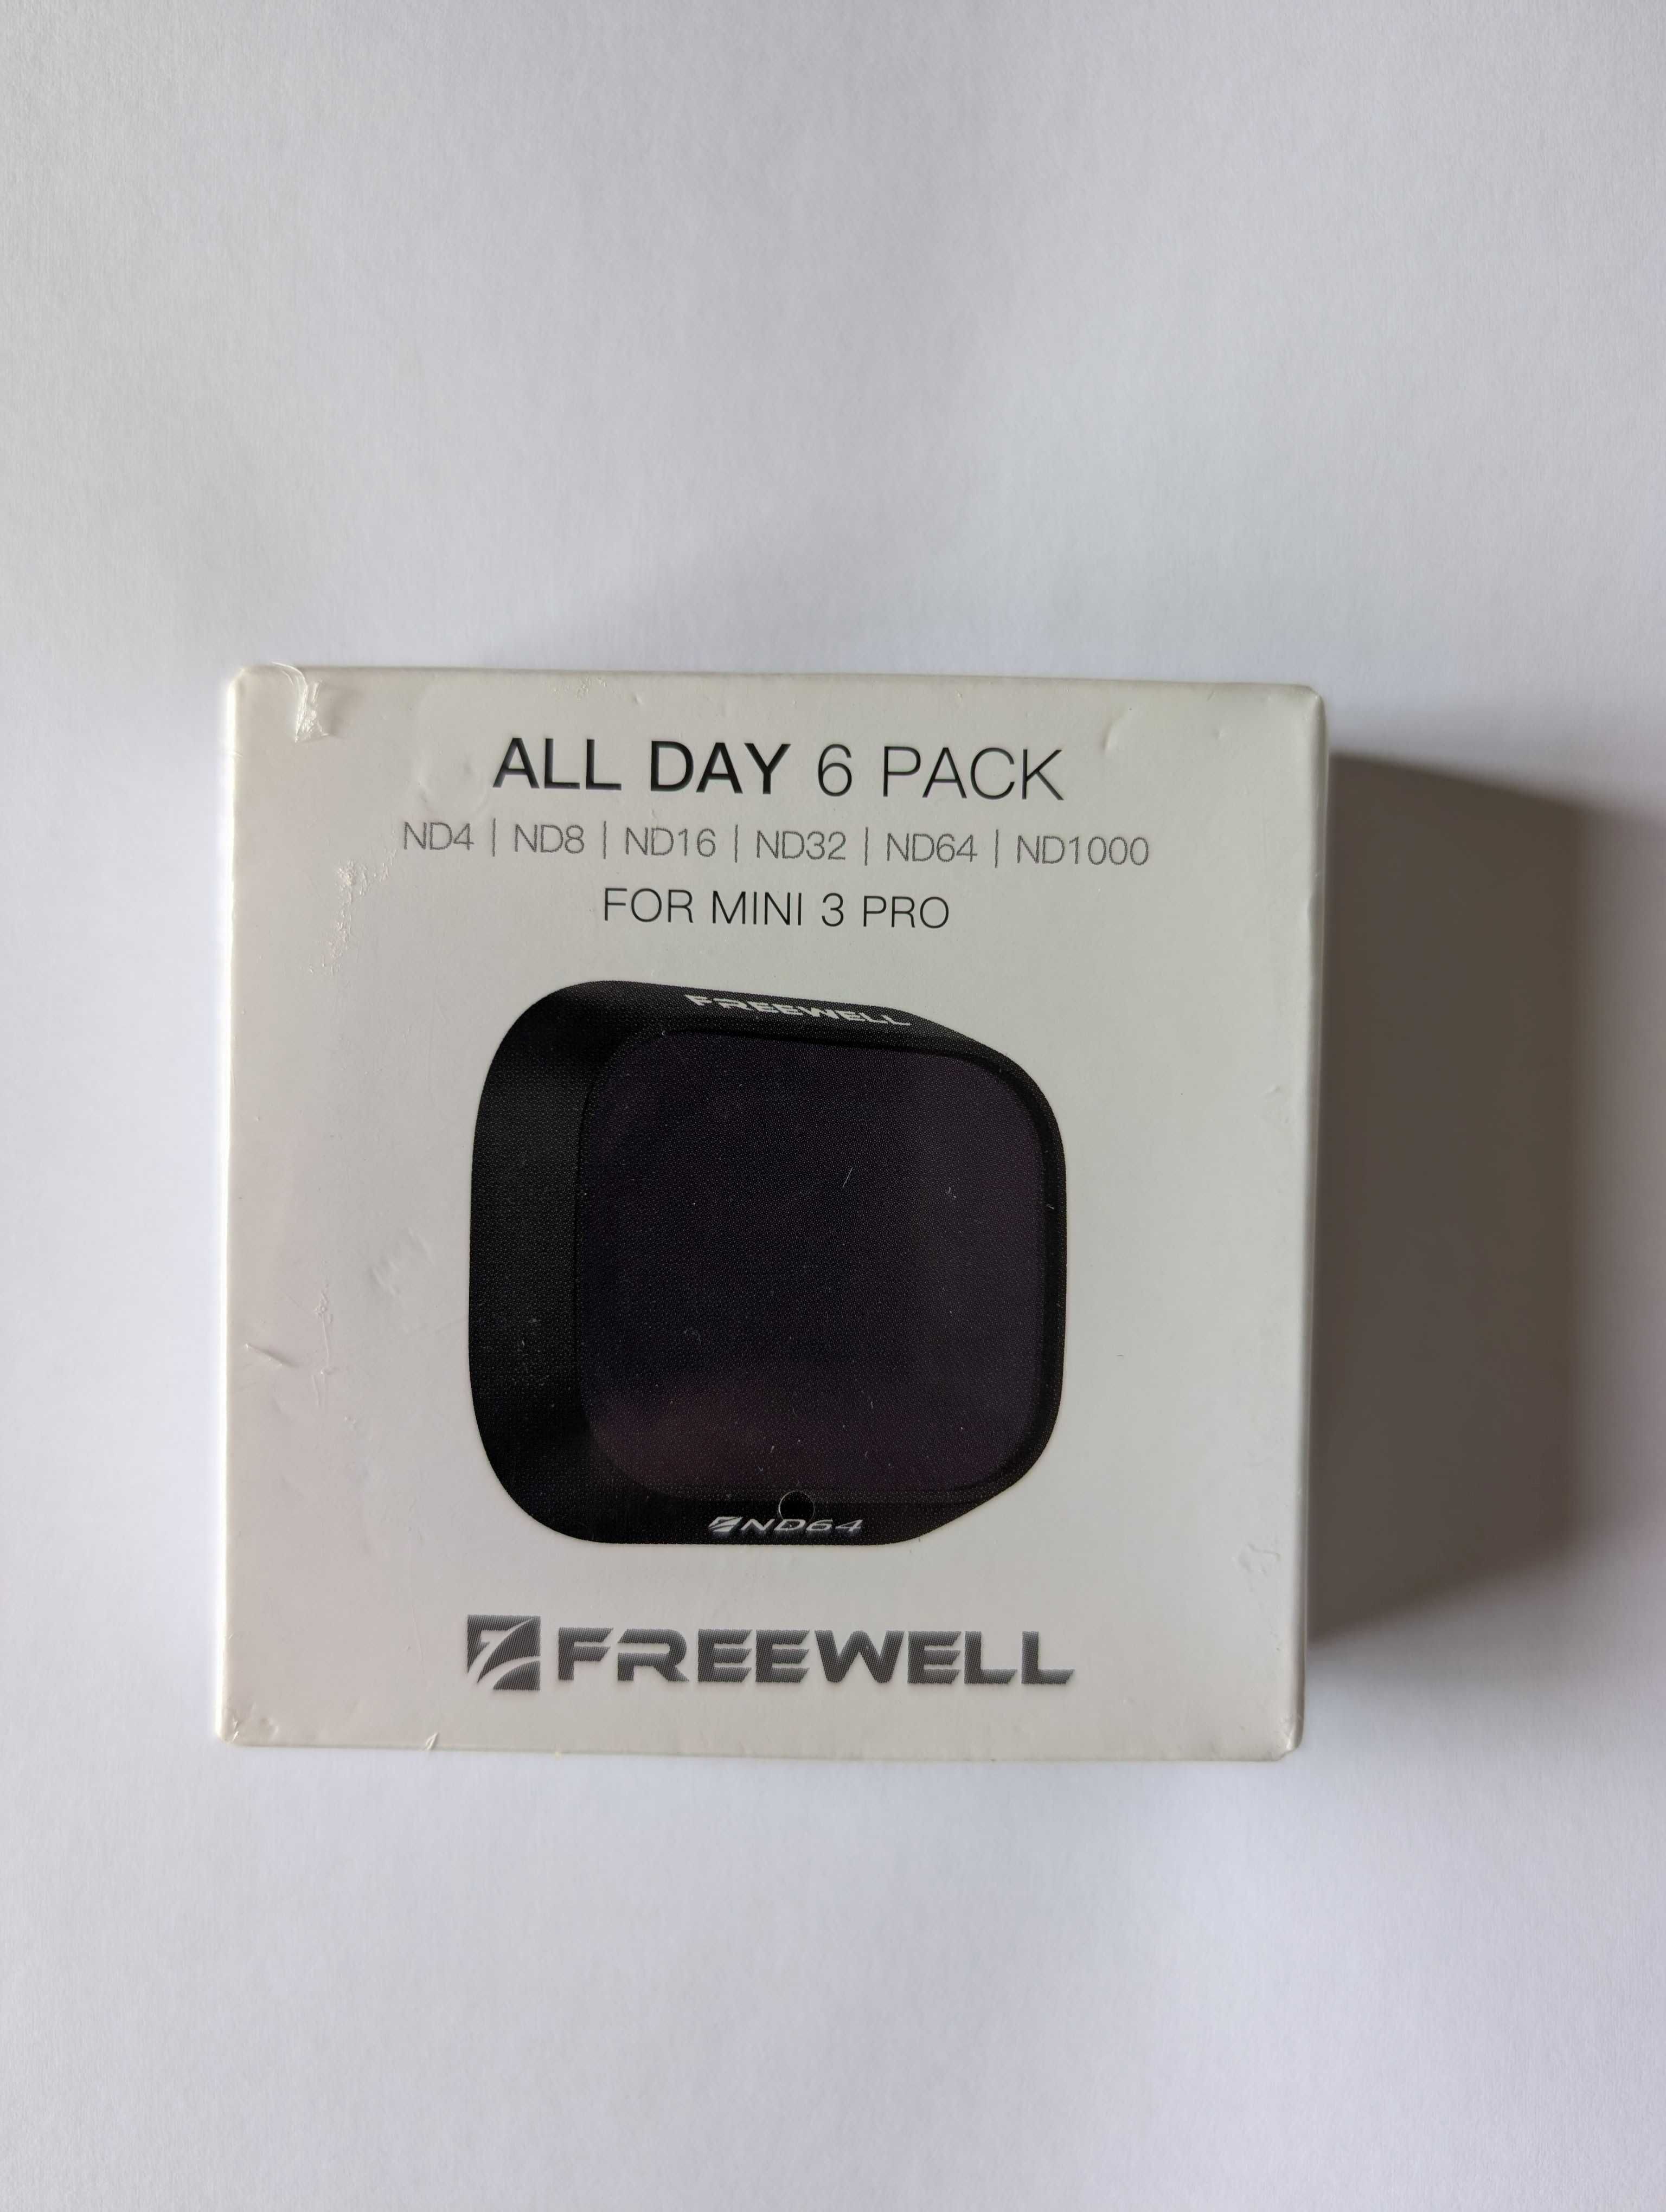 ALL DAY 6 PACK
ND4 | ND8 | ND16 | ND32 | ND64 | ND1000
FOR MINI 3 PRO
FREEWELL
ND64
FREEWELL